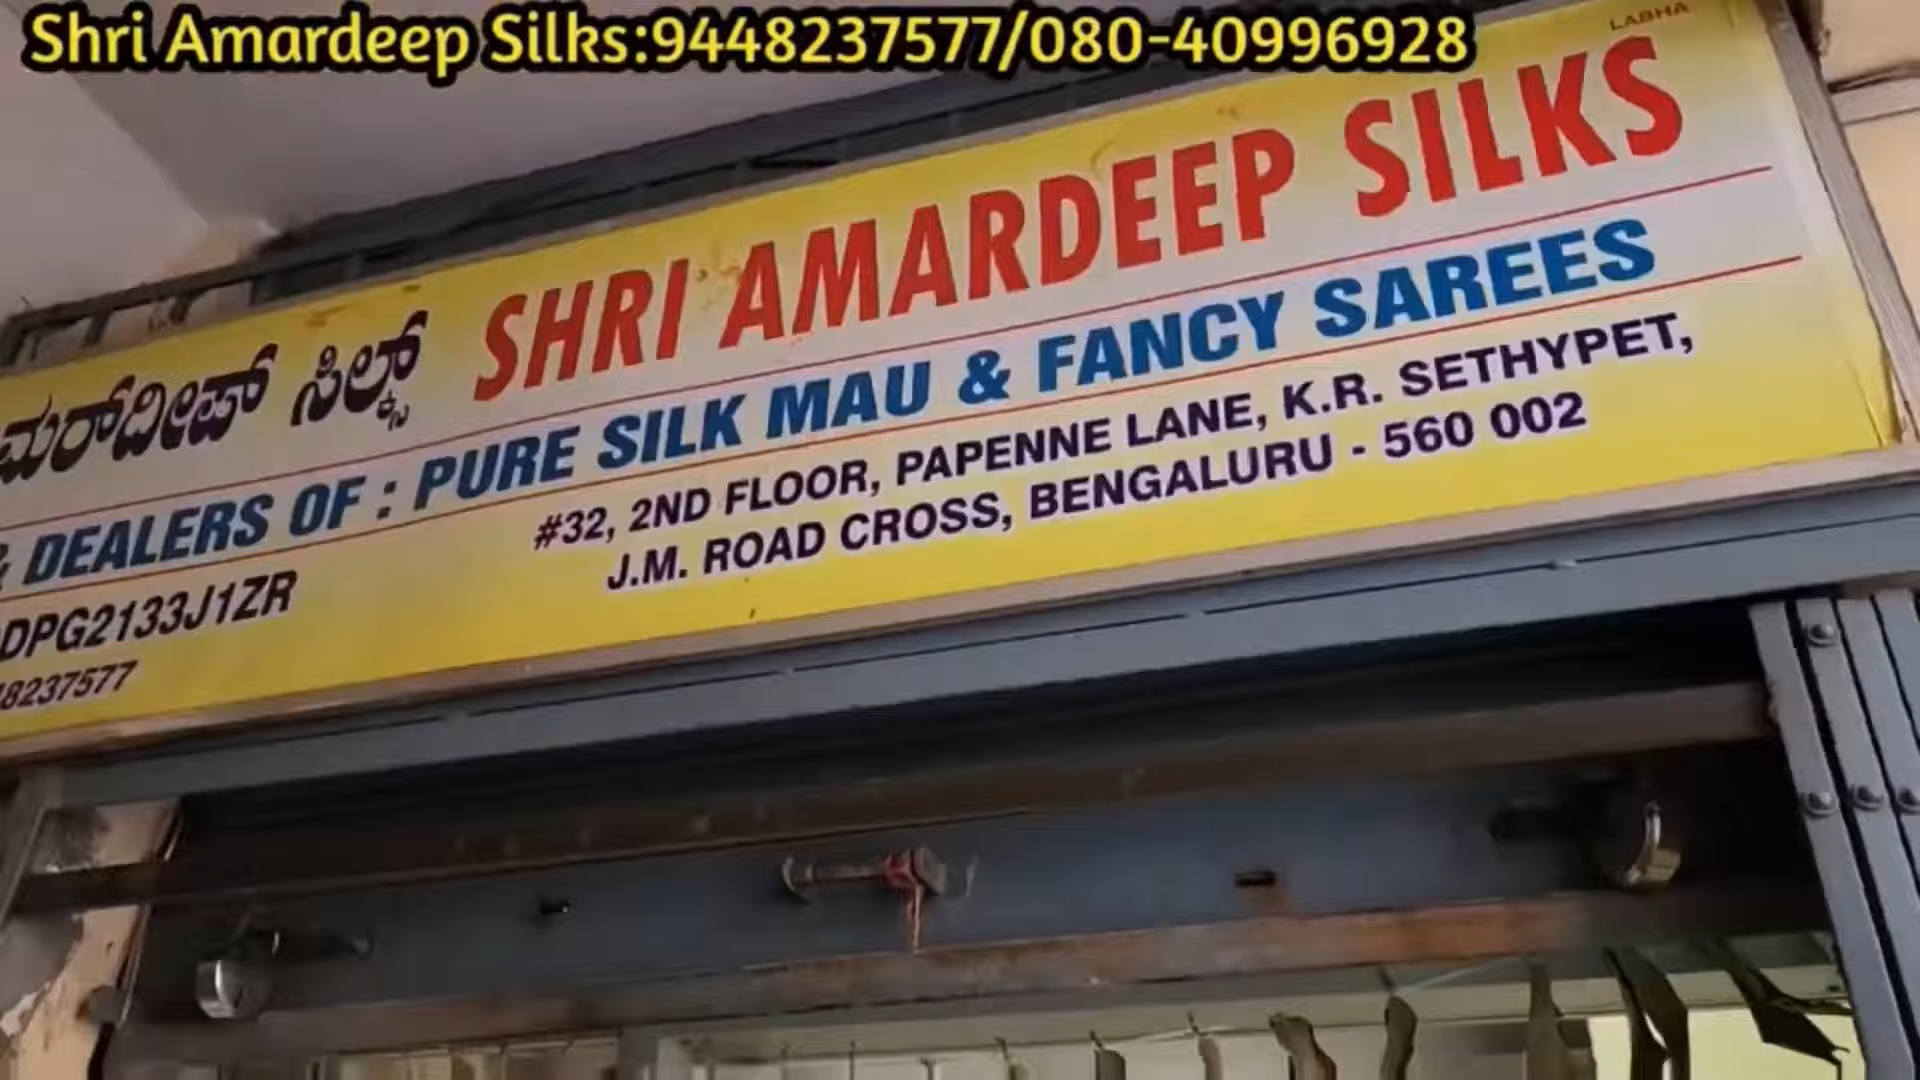 Shri Amardeep Silks:9448237577/080-40996928
LABHA
ಮರ್‌ದೀಪ್ ಸಿಲ್ಕ್ಸ್ SHRI AMARDEEP SILKS
& DEALERS OF : PURE SILK MAU & FANCY SAREES
#32, 2ND FLOOR, PAPENNE LANE, K.R. SETHYPET,
J.M. ROAD CROSS, BENGALURU - 560 002
DPG2133J1ZR
8237577